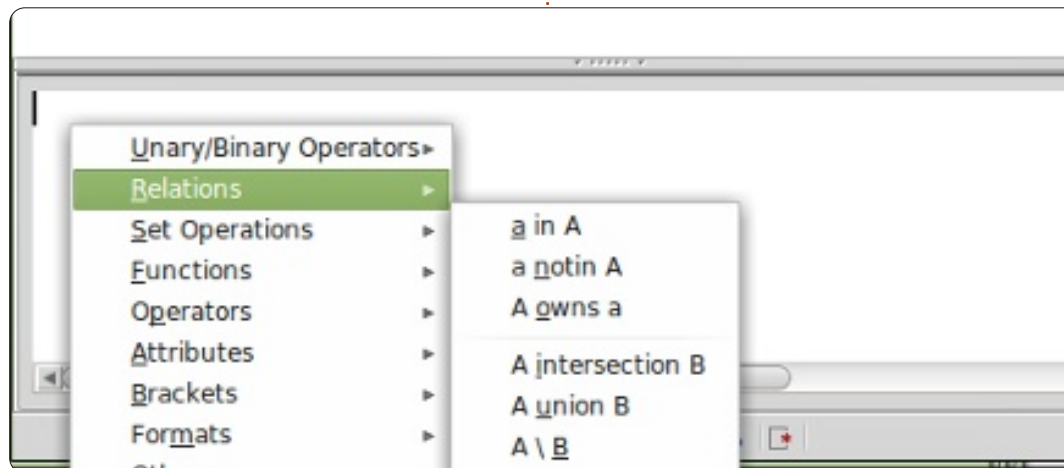 Unary/Binary Operators
Relations
Set Operations
Functions
Operators
Attributes
Brackets
Formats
a in A
a notin A
A owns a
A intersection B
A union B
A \ B